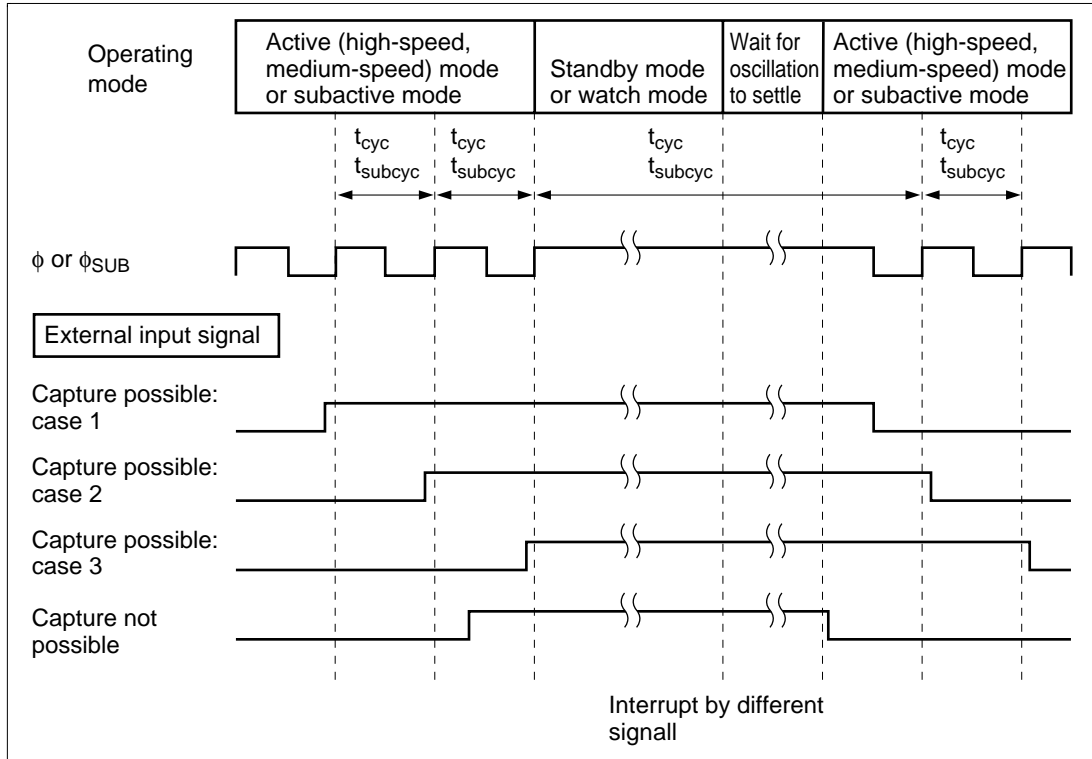 Operating
mode
Active (high-speed,
medium-speed) mode
or subactive mode
Standby mode
or watch mode
Wait for
oscillation
to settle
Active (high-speed,
medium-speed) mode
or subactive mode
tcyc
tsubcyc
tcyc
tsubcyc
tcyc
tsubcyc
tcyc
tsubcyc
ϕ or ϕSUB
External input signal
Capture possible:
case 1
Capture possible:
case 2
Capture possible:
case 3
Capture not
possible
Interrupt by different
signall